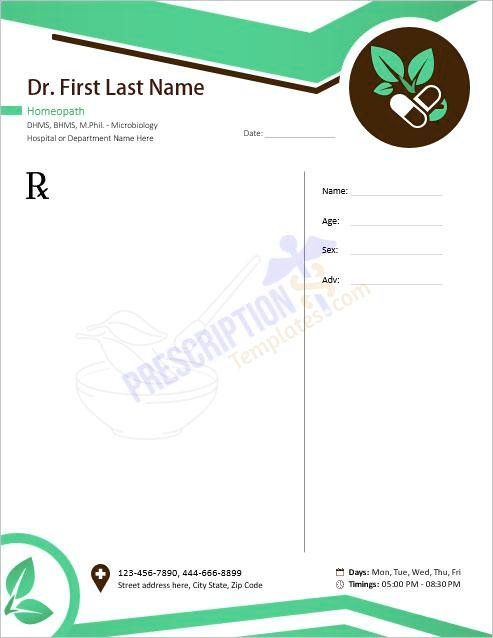 Dr. First Last Name
Homeopath
DHMS, BHMS, M.Phil. - Microbiology
Hospital or Department Name Here
Date:
Rx
Name:
Age:
Sex:
Adv:
PRESCRIPTION
Templates.com
123-456-7890, 444-666-8899
Street address here, City State, Zip Code
Days: Mon, Tue, Wed, Thu, Fri
Timings: 05:00 PM - 08:30 PM